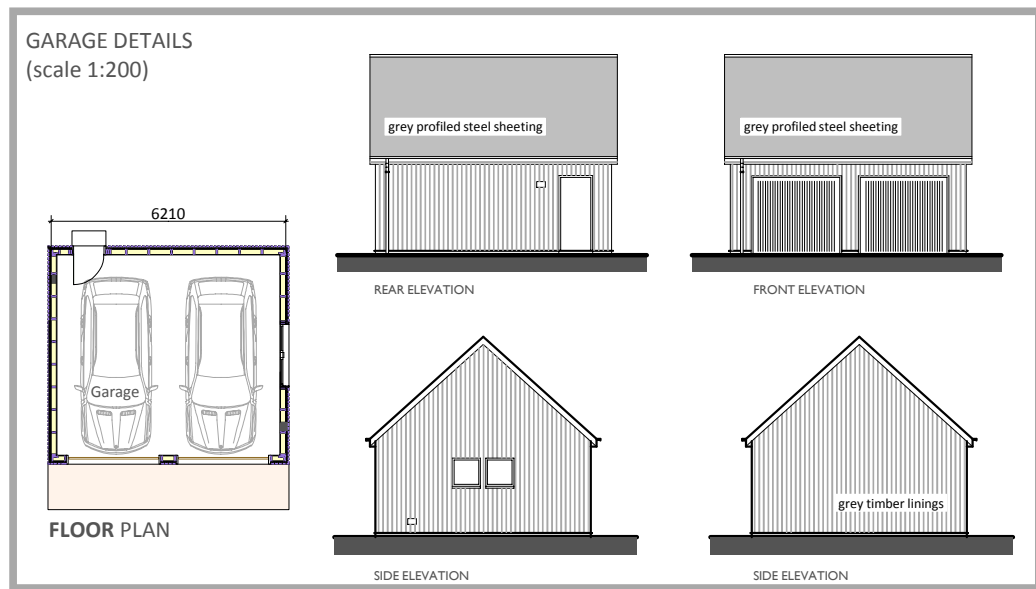 GARAGE DETAILS
(scale 1:200)
grey profiled steel sheeting
grey profiled steel sheeting
6210
REAR ELEVATION
FRONT ELEVATION
Garage
grey timber linings
FLOOR PLAN
SIDE ELEVATION
SIDE ELEVATION